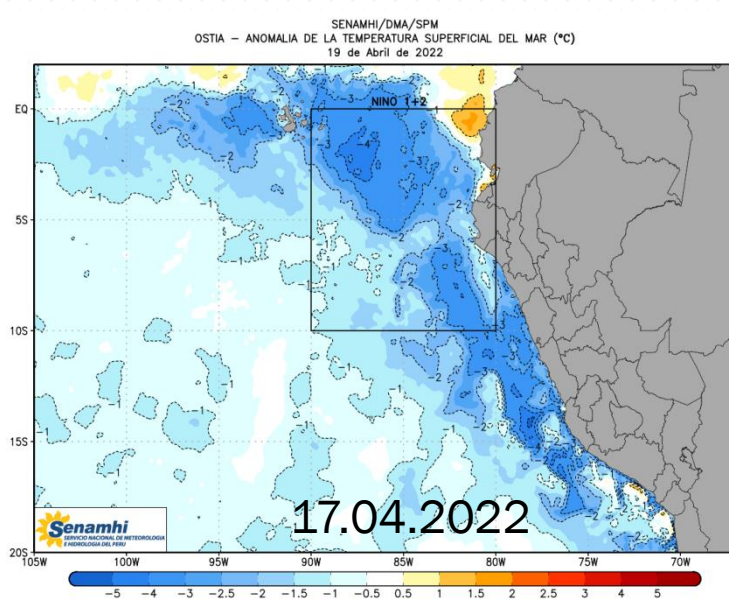 SENAMHI/DMA/SPM
OSTIA − ANOMALIA DE LA TEMPERATURA SUPERFICIAL DEL MAR (°C)
19 de Abril de 2022
NINO 1+2
EQ
5S
10S
15S
20S
17.04.2022
Senamhi
SERVICIO NACIONAL DE METEOROLOGIA
E HIDROLOGIA DEL PERU
105W 100W 95W 90W 85W 80W 75W 70W
−5 −4 −3 −2.5 −2 −1.5 −1 −0.5 0.5 1 1.5 2 2.5 3 4 5